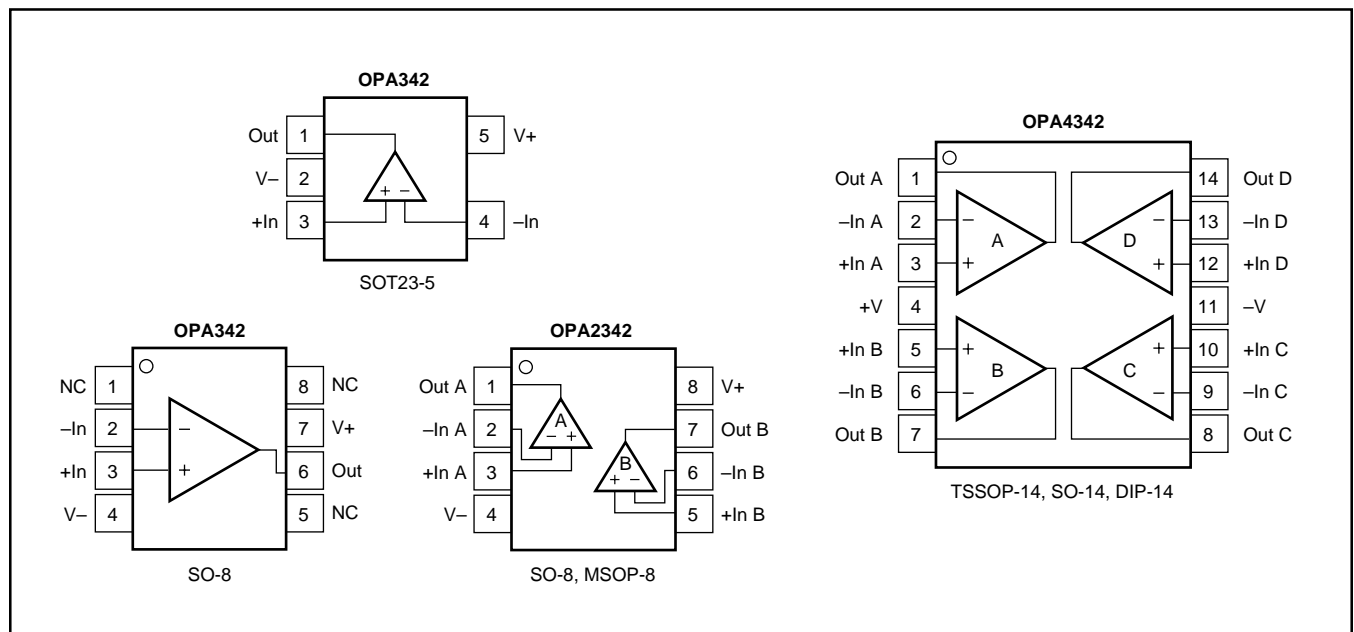 OPA342
Out 1 5 V+
V– 2
+In 3 4 –In
+ –
SOT23-5
OPA342
NC 1 8 NC
–In 2 – 7 V+
+In 3 + 6 Out
V– 4 5 NC
SO-8
OPA2342
Out A 1 8 V+
–In A 2 A 7 Out B
– +
+In A 3 B 6 –In B
+ –
V– 4 5 +In B
SO-8, MSOP-8
OPA4342
Out A 1 14 Out D
–In A 2 – – 13 –In D
A D
+In A 3 + + 12 +In D
+V 4 11 –V
+In B 5 + + 10 +In C
B C
–In B 6 – – 9 –In C
Out B 7 8 Out C
TSSOP-14, SO-14, DIP-14